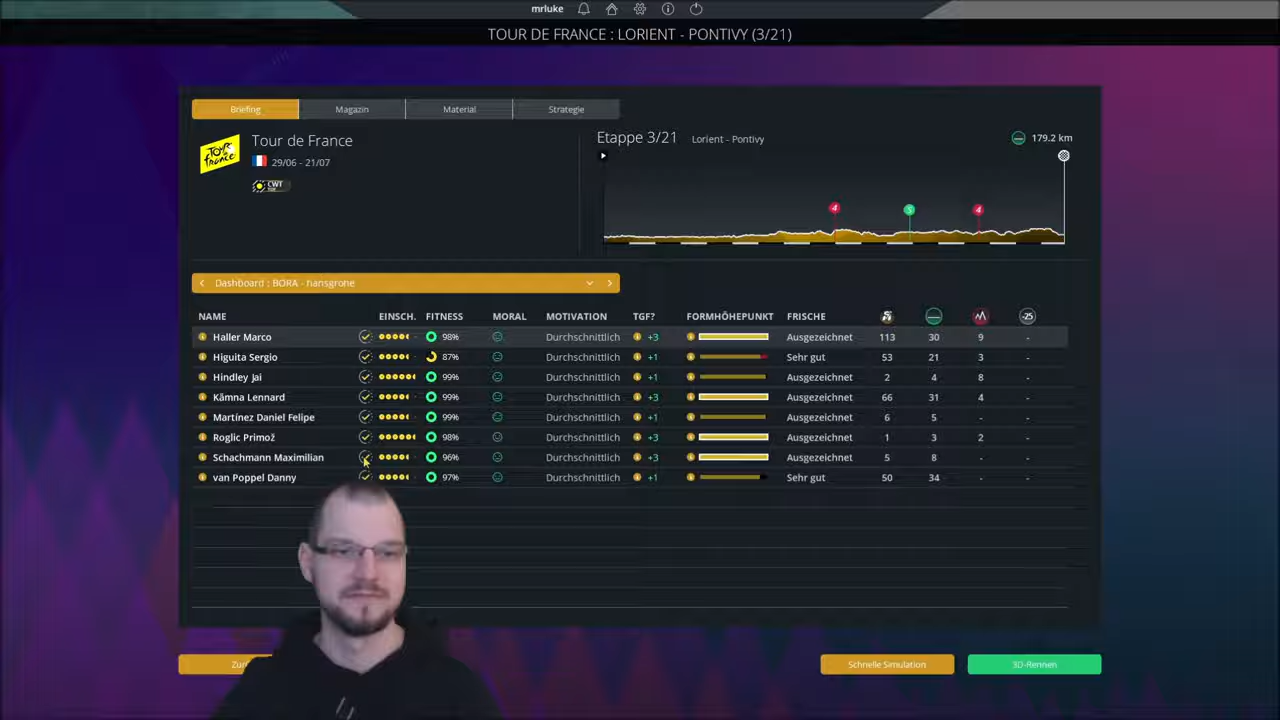 mrluke
TOUR DE FRANCE : LORIENT - PONTIVY (3/21)
Briefing Magazin Material Strategie
Tour de France
29/06 - 21/07
CWT
Etappe 3/21 Lorient - Pontivy 179.2 km
4 S 4
Dashboard : BORA - hansgrohe
NAME EINSCH. FITNESS MORAL MOTIVATION TGF? FORMHÖHEPUNKT FRISCHE -25
Haller Marco 98% Durchschnittlich +3 Ausgezeichnet 113 30 9 -
Higuita Sergio 87% Durchschnittlich +1 Sehr gut 53 21 3 -
Hindley Jai 99% Durchschnittlich +1 Ausgezeichnet 2 4 8 -
Kämna Lennard 99% Durchschnittlich +3 Ausgezeichnet 66 31 4 -
Martínez Daniel Felipe 99% Durchschnittlich +1 Ausgezeichnet 6 5 - -
Roglic Primož 98% Durchschnittlich +3 Ausgezeichnet 1 3 2 -
Schachmann Maximilian 96% Durchschnittlich +3 Ausgezeichnet 5 8 - -
van Poppel Danny 97% Durchschnittlich +1 Sehr gut 50 34 - -
Schnelle Simulation 3D-Rennen